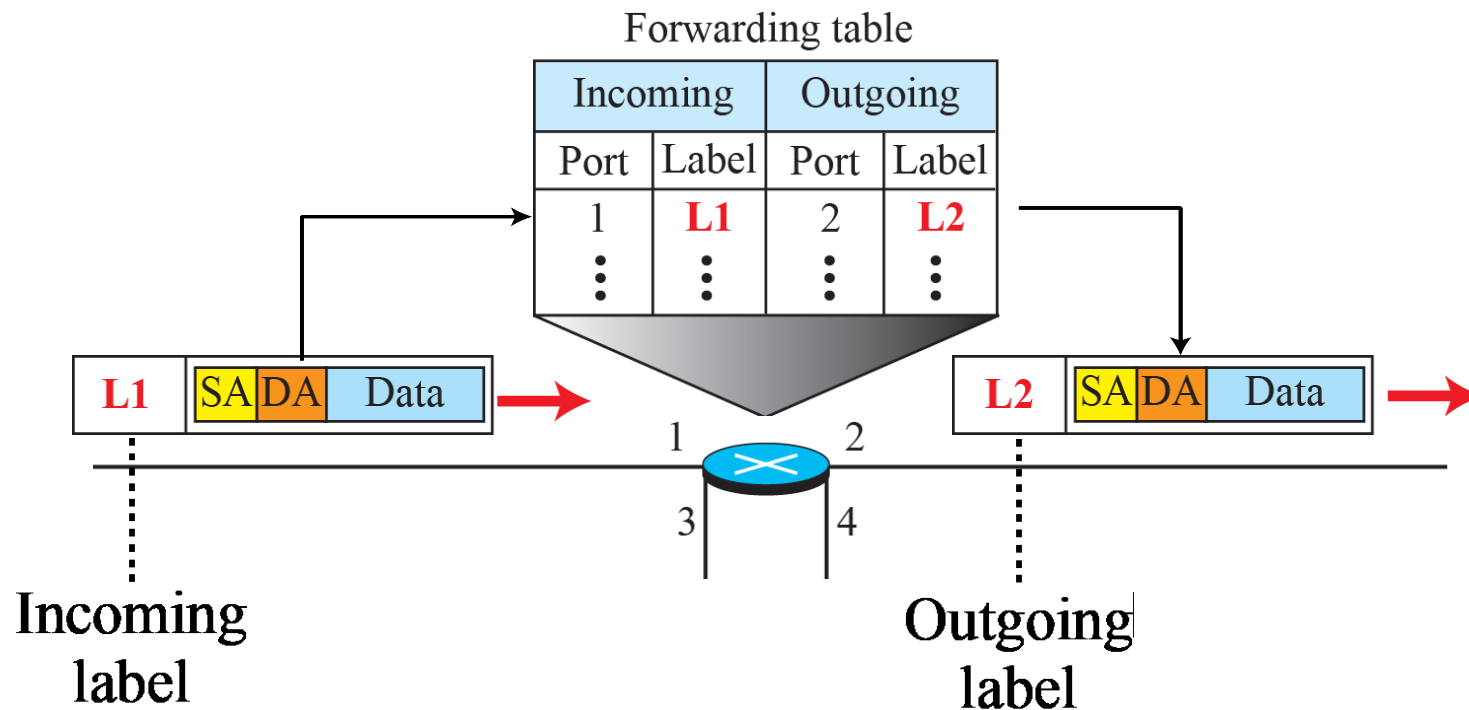 Forwarding table
Incoming Outgoing
Port Label Port Label
1 L1 2 L2
L1 SA DA Data
L2 SA DA Data
1 2
3 4
Incoming
label
Outgoing
label